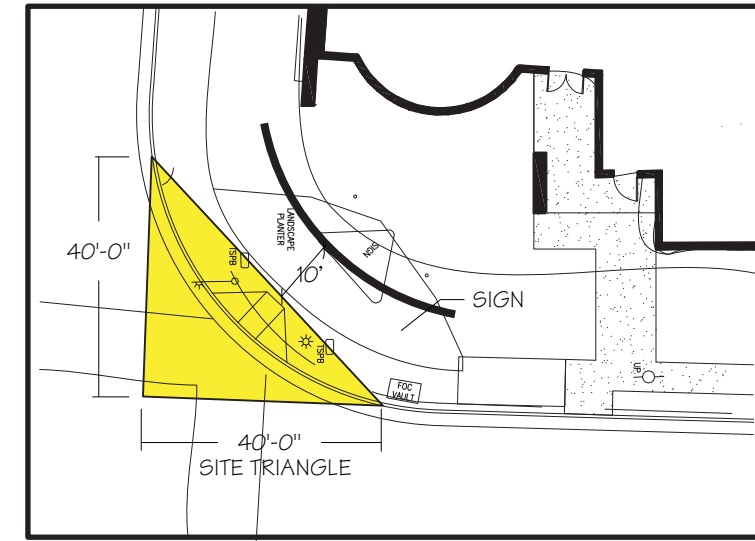 LANDSCAPE
PLANTER
40'-0"
TSPB
10'
SIGN
SIGN
TSPB
UP
FOC
VAULT
40'-0"
SITE TRIANGLE